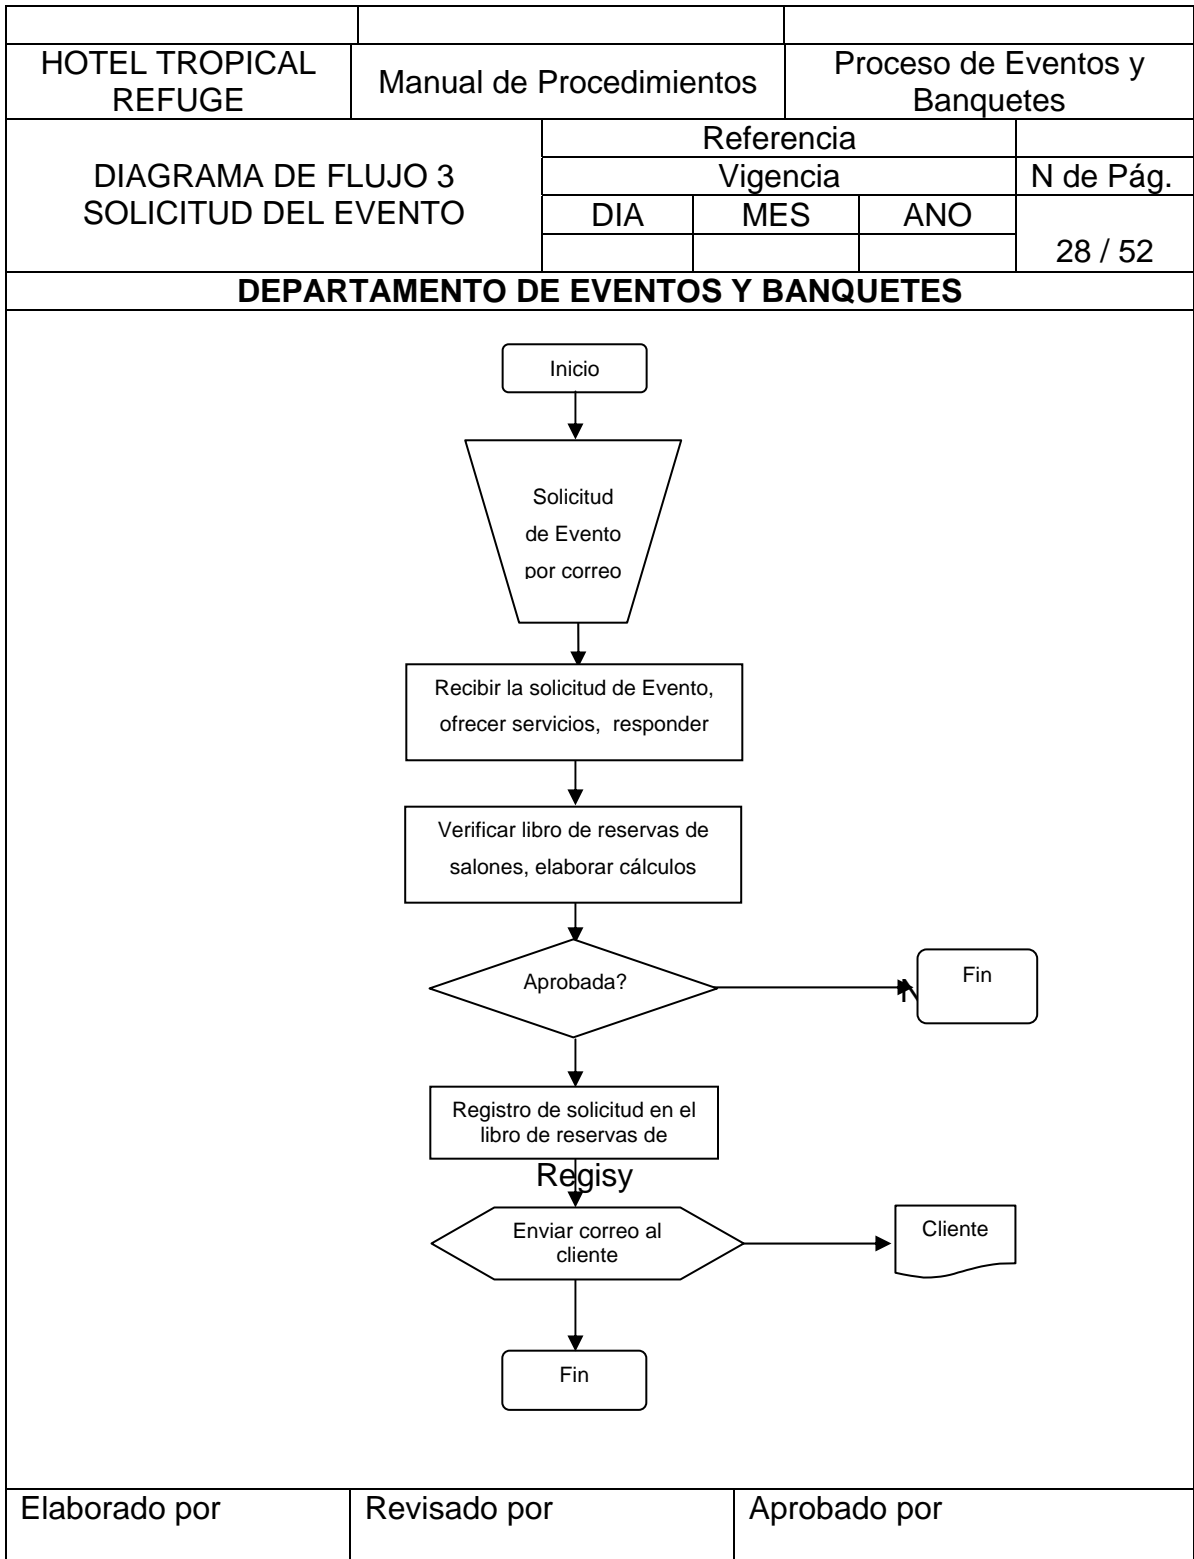 HOTEL TROPICAL
REFUGE
Manual de Procedimientos
Proceso de Eventos y
Banquetes
DIAGRAMA DE FLUJO 3
SOLICITUD DEL EVENTO
Referencia
Vigencia
N de Pág.
DIA MES ANO
28 / 52
DEPARTAMENTO DE EVENTOS Y BANQUETES
Inicio
Solicitud
de Evento
por correo
Recibir la solicitud de Evento,
ofrecer servicios, responder
Verificar libro de reservas de
salones, elaborar cálculos
Aprobada?
Fin
Registro de solicitud en el
libro de reservas de
Regisy
Enviar correo al
cliente
Cliente
Fin
Elaborado por
Revisado por
Aprobado por